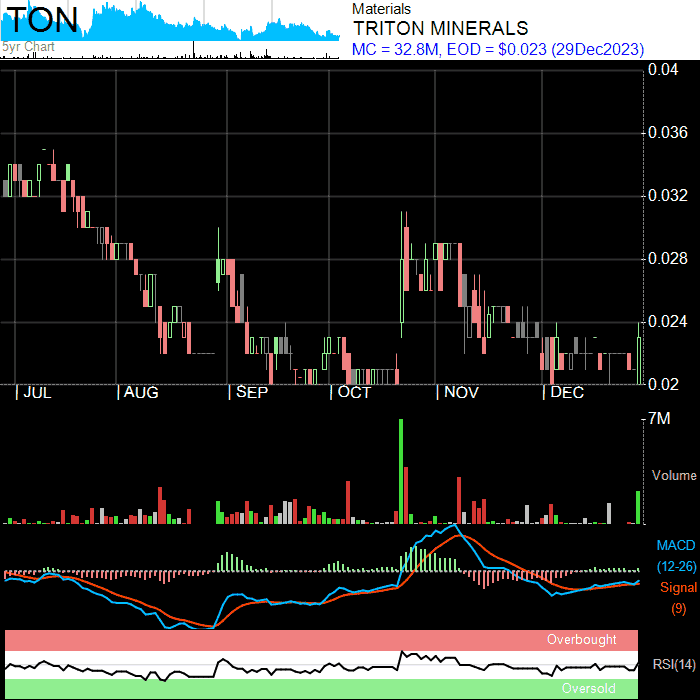 TON
5yr Chart
Materials
TRITON MINERALS
MC = 32.8M, EOD = $0.023 (29Dec2023)
0.04
0.036
0.032
0.028
0.024
0.02
JUL AUG SEP OCT NOV DEC
7M
Volume
MACD
(12-26)
Signal
(9)
Overbought
RSI(14)
Oversold